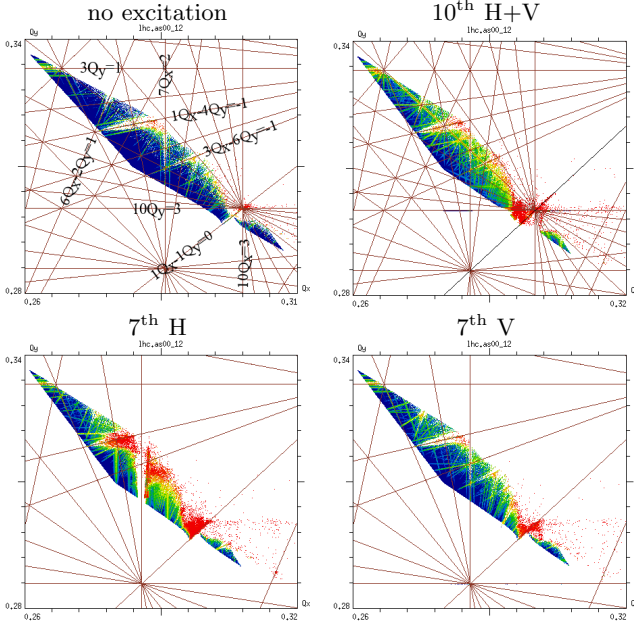 no excitation
10th H+V
lhc.as00_12
lhc.as00_12
Qy
Qy
0.34
0.34
3Qy=1
7Qx=2
1Qx-4Qy=-1
3Qx-6Qy=-1
6Qx-2Qy=1
10Qy=3
1Qx-1Qy=0
10Qx=3
0.28
0.28
Qx
Qx
0.26
0.31
0.26
0.32
7th H
7th V
lhc.as00_12
lhc.as00_12
Qy
Qy
0.34
0.34
0.28
0.28
Qx
Qx
0.26
0.32
0.26
0.32